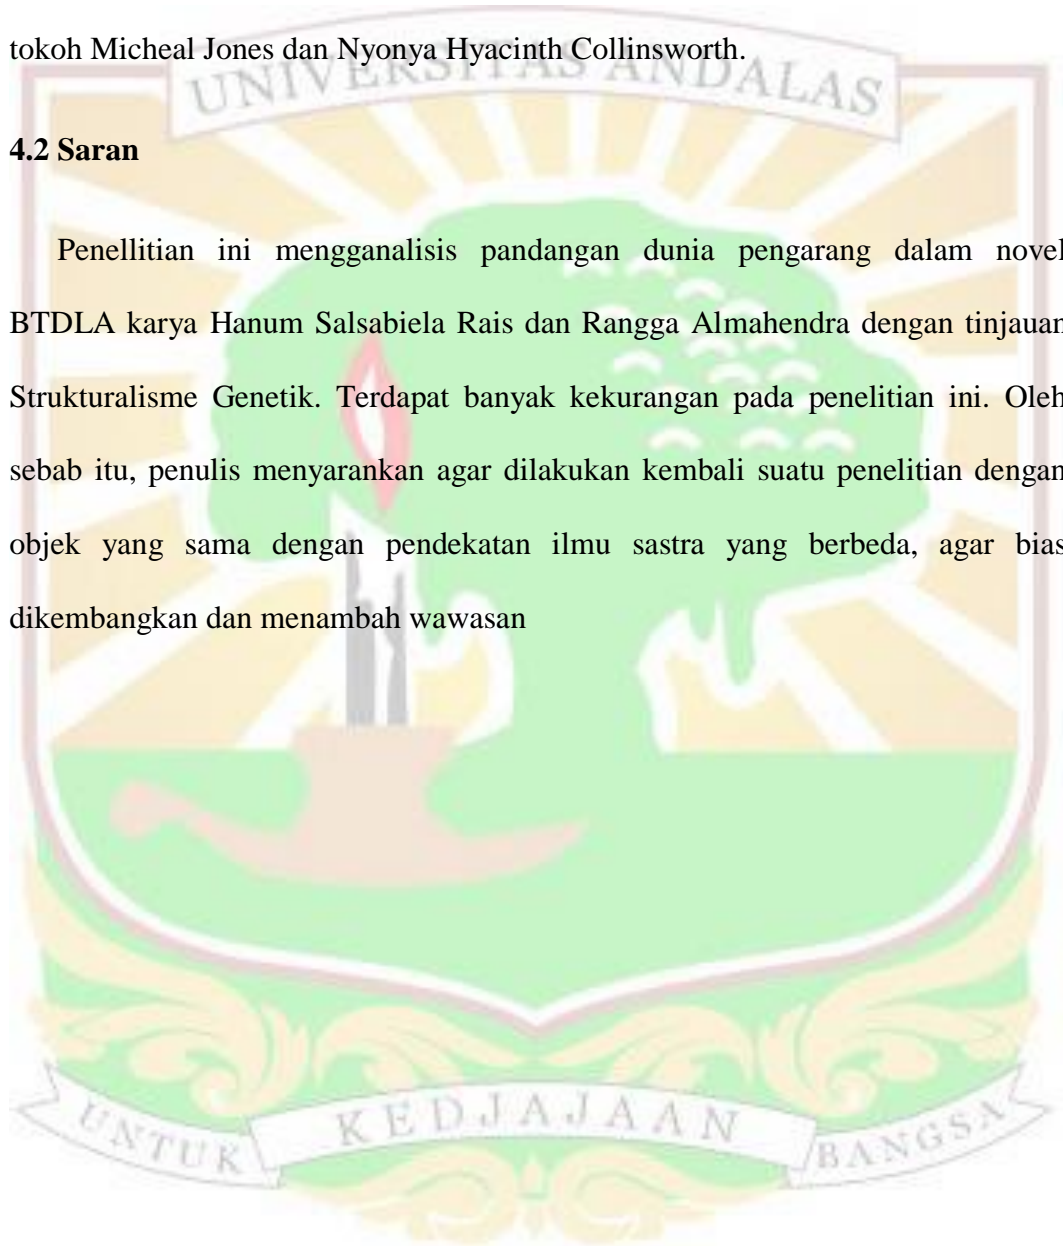 tokoh Micheal Jones dan Nyonya Hyacinth Collinsworth.
UNIVERSITAS ANDALAS
4.2 Saran
Penellitian ini mengganalisis pandangan dunia pengarang dalam novel
BTDLA karya Hanum Salsabiela Rais dan Rangga Almahendra dengan tinjauan
Strukturalisme Genetik. Terdapat banyak kekurangan pada penelitian ini. Oleh
sebab itu, penulis menyarankan agar dilakukan kembali suatu penelitian dengan
objek yang sama dengan pendekatan ilmu sastra yang berbeda, agar bias
dikembangkan dan menambah wawasan
UNTUK KEDJAJAAN BANGSA